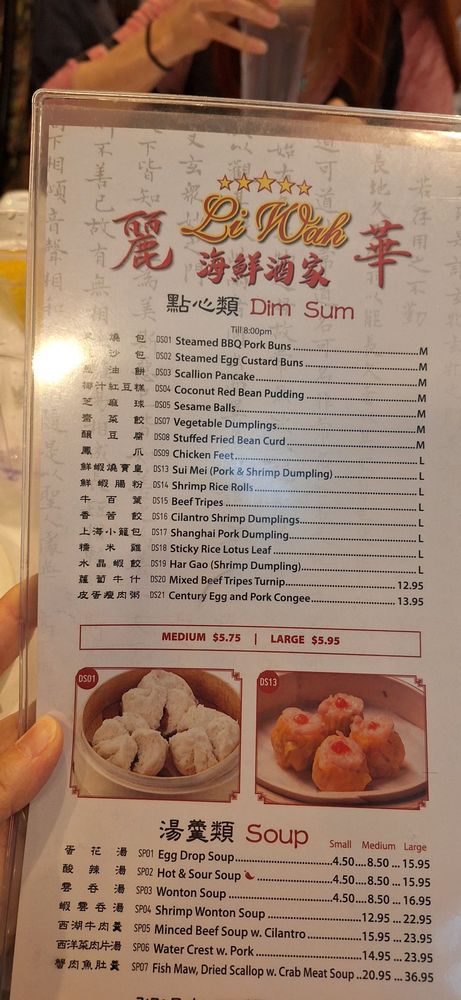 麗 Li Wah 華
海鮮酒家
點心類 Dim Sum
Till 8:00pm
燒包 DS01 Steamed BBQ Pork Buns M
沙包 DS02 Steamed Egg Custard Buns M
油餅 DS03 Scallion Pancake M
椰汁紅豆糕 DS04 Coconut Red Bean Pudding M
芝麻球 DS05 Sesame Balls M
齋菜餃 DS07 Vegetable Dumplings M
釀豆腐 DS08 Stuffed Fried Bean Curd M
鳳爪 DS09 Chicken Feet L
鮮蝦燒賣皇 DS13 Sui Mei (Pork & Shrimp Dumpling) L
鮮蝦腸粉 DS14 Shrimp Rice Rolls L
牛百葉 DS15 Beef Tripes L
香茜餃 DS16 Cilantro Shrimp Dumplings L
上海小籠包 DS17 Shanghai Pork Dumpling L
糯米雞 DS18 Sticky Rice Lotus Leaf L
水晶蝦餃 DS19 Har Gao (Shrimp Dumpling) L
蘿蔔牛什 DS20 Mixed Beef Tripes Turnip 12.95
皮蛋瘦肉粥 DS21 Century Egg and Pork Congee 13.95
MEDIUM $5.75 | LARGE $5.95
DS01 DS13
湯羹類 Soup Small Medium Large
蛋花湯 SP01 Egg Drop Soup 4.50 8.50 15.95
酸辣湯 SP02 Hot & Sour Soup 4.50 8.50 15.95
雲吞湯 SP03 Wonton Soup 4.50 8.50 16.95
蝦雲吞湯 SP04 Shrimp Wonton Soup 12.95 22.95
西湖牛肉羹 SP05 Minced Beef Soup w. Cilantro 15.95 23.95
西洋菜肉片湯 SP06 Water Crest w. Pork 14.95 23.95
蟹肉魚肚羹 SP07 Fish Maw, Dried Scallop w. Crab Meat Soup 20.95 36.95